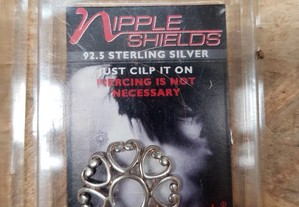 NIPPLE
SHIELDS
92.5 STERLING SILVER
JUST CILP IT ON
PIERCING IS NOT
NECESSARY